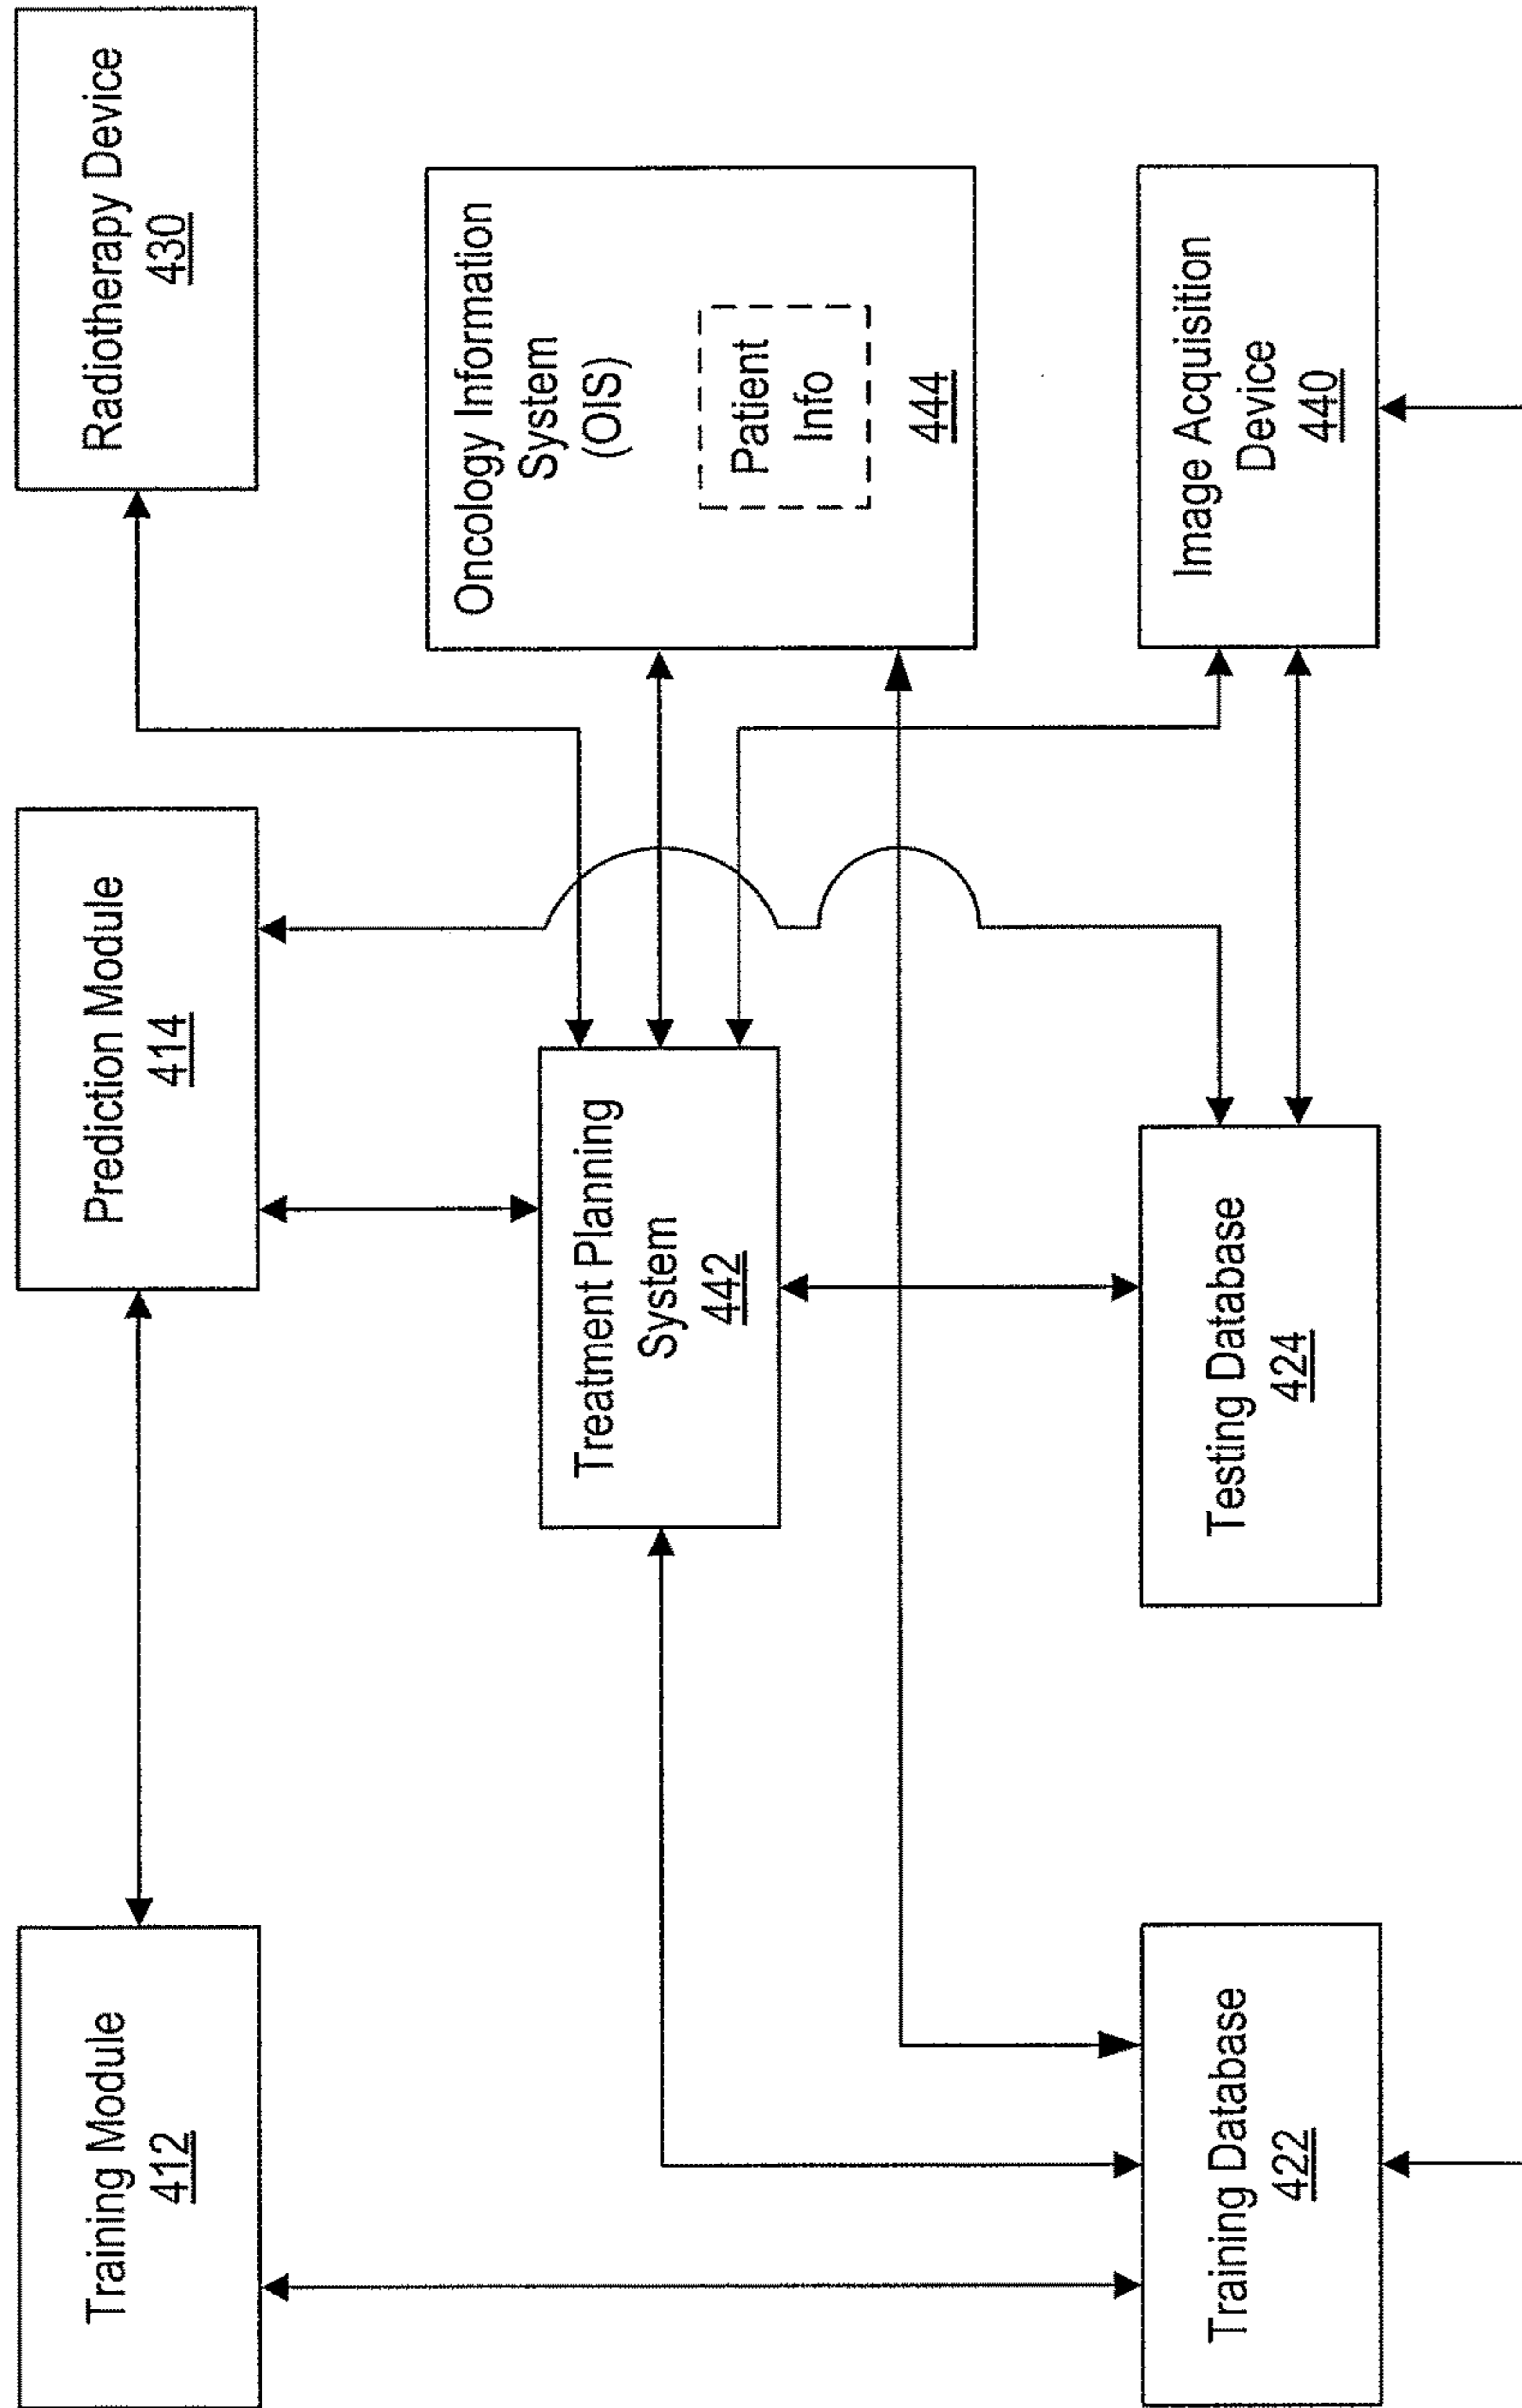 Training Module
412
Prediction Module
414
Radiotherapy Device
430
Treatment Planning
System
442
Oncology Information
System
(OIS)
Patient
Info
444
Training Database
422
Testing Database
424
Image Acquisition
Device
440